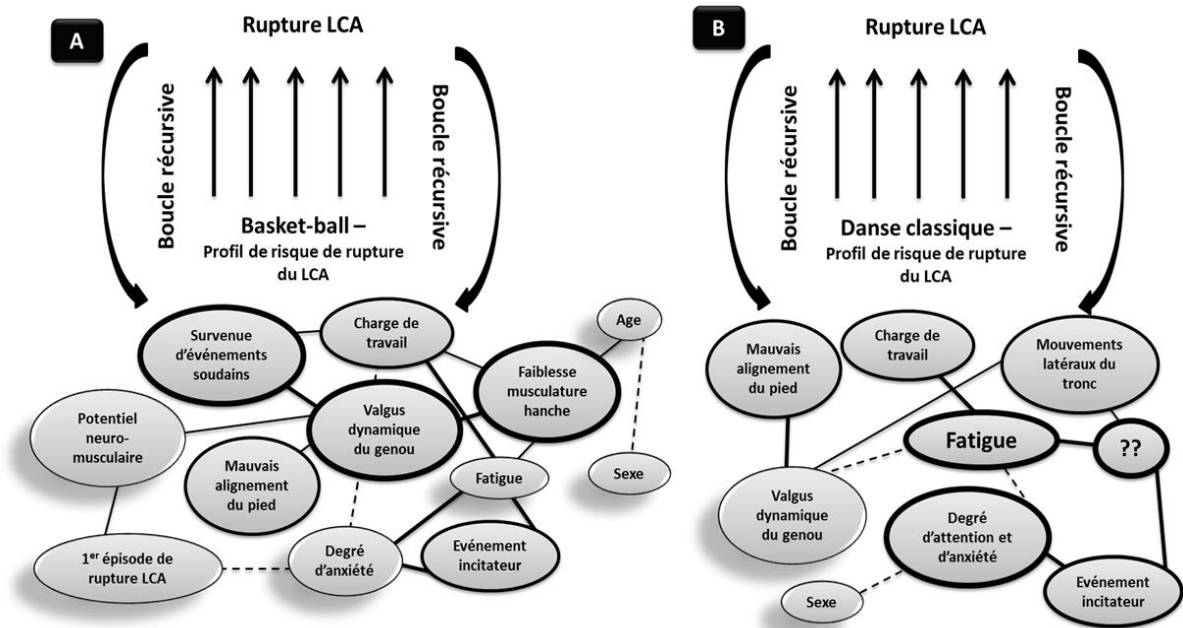 A
Rupture LCA
Boucle récursive
Boucle récursive
Basket-ball –
Profil de risque de rupture
du LCA
Survenue
d'événements
soudains
Charge de
travail
Age
Faiblesse
musculature
hanche
Potentiel
neuro-
musculaire
Valgus
dynamique
du genou
Mauvais
alignement
du pied
Fatigue
Sexe
1er épisode de
rupture LCA
Degré
d'anxiété
Evénement
incitateur
B
Rupture LCA
Boucle récursive
Boucle récursive
Danse classique –
Profil de risque de rupture
du LCA
Mauvais
alignement
du pied
Charge de
travail
Mouvements
latéraux du
tronc
Fatigue
??
Valgus
dynamique
du genou
Degré
d'attention et
d'anxiété
Sexe
Evénement
incitateur